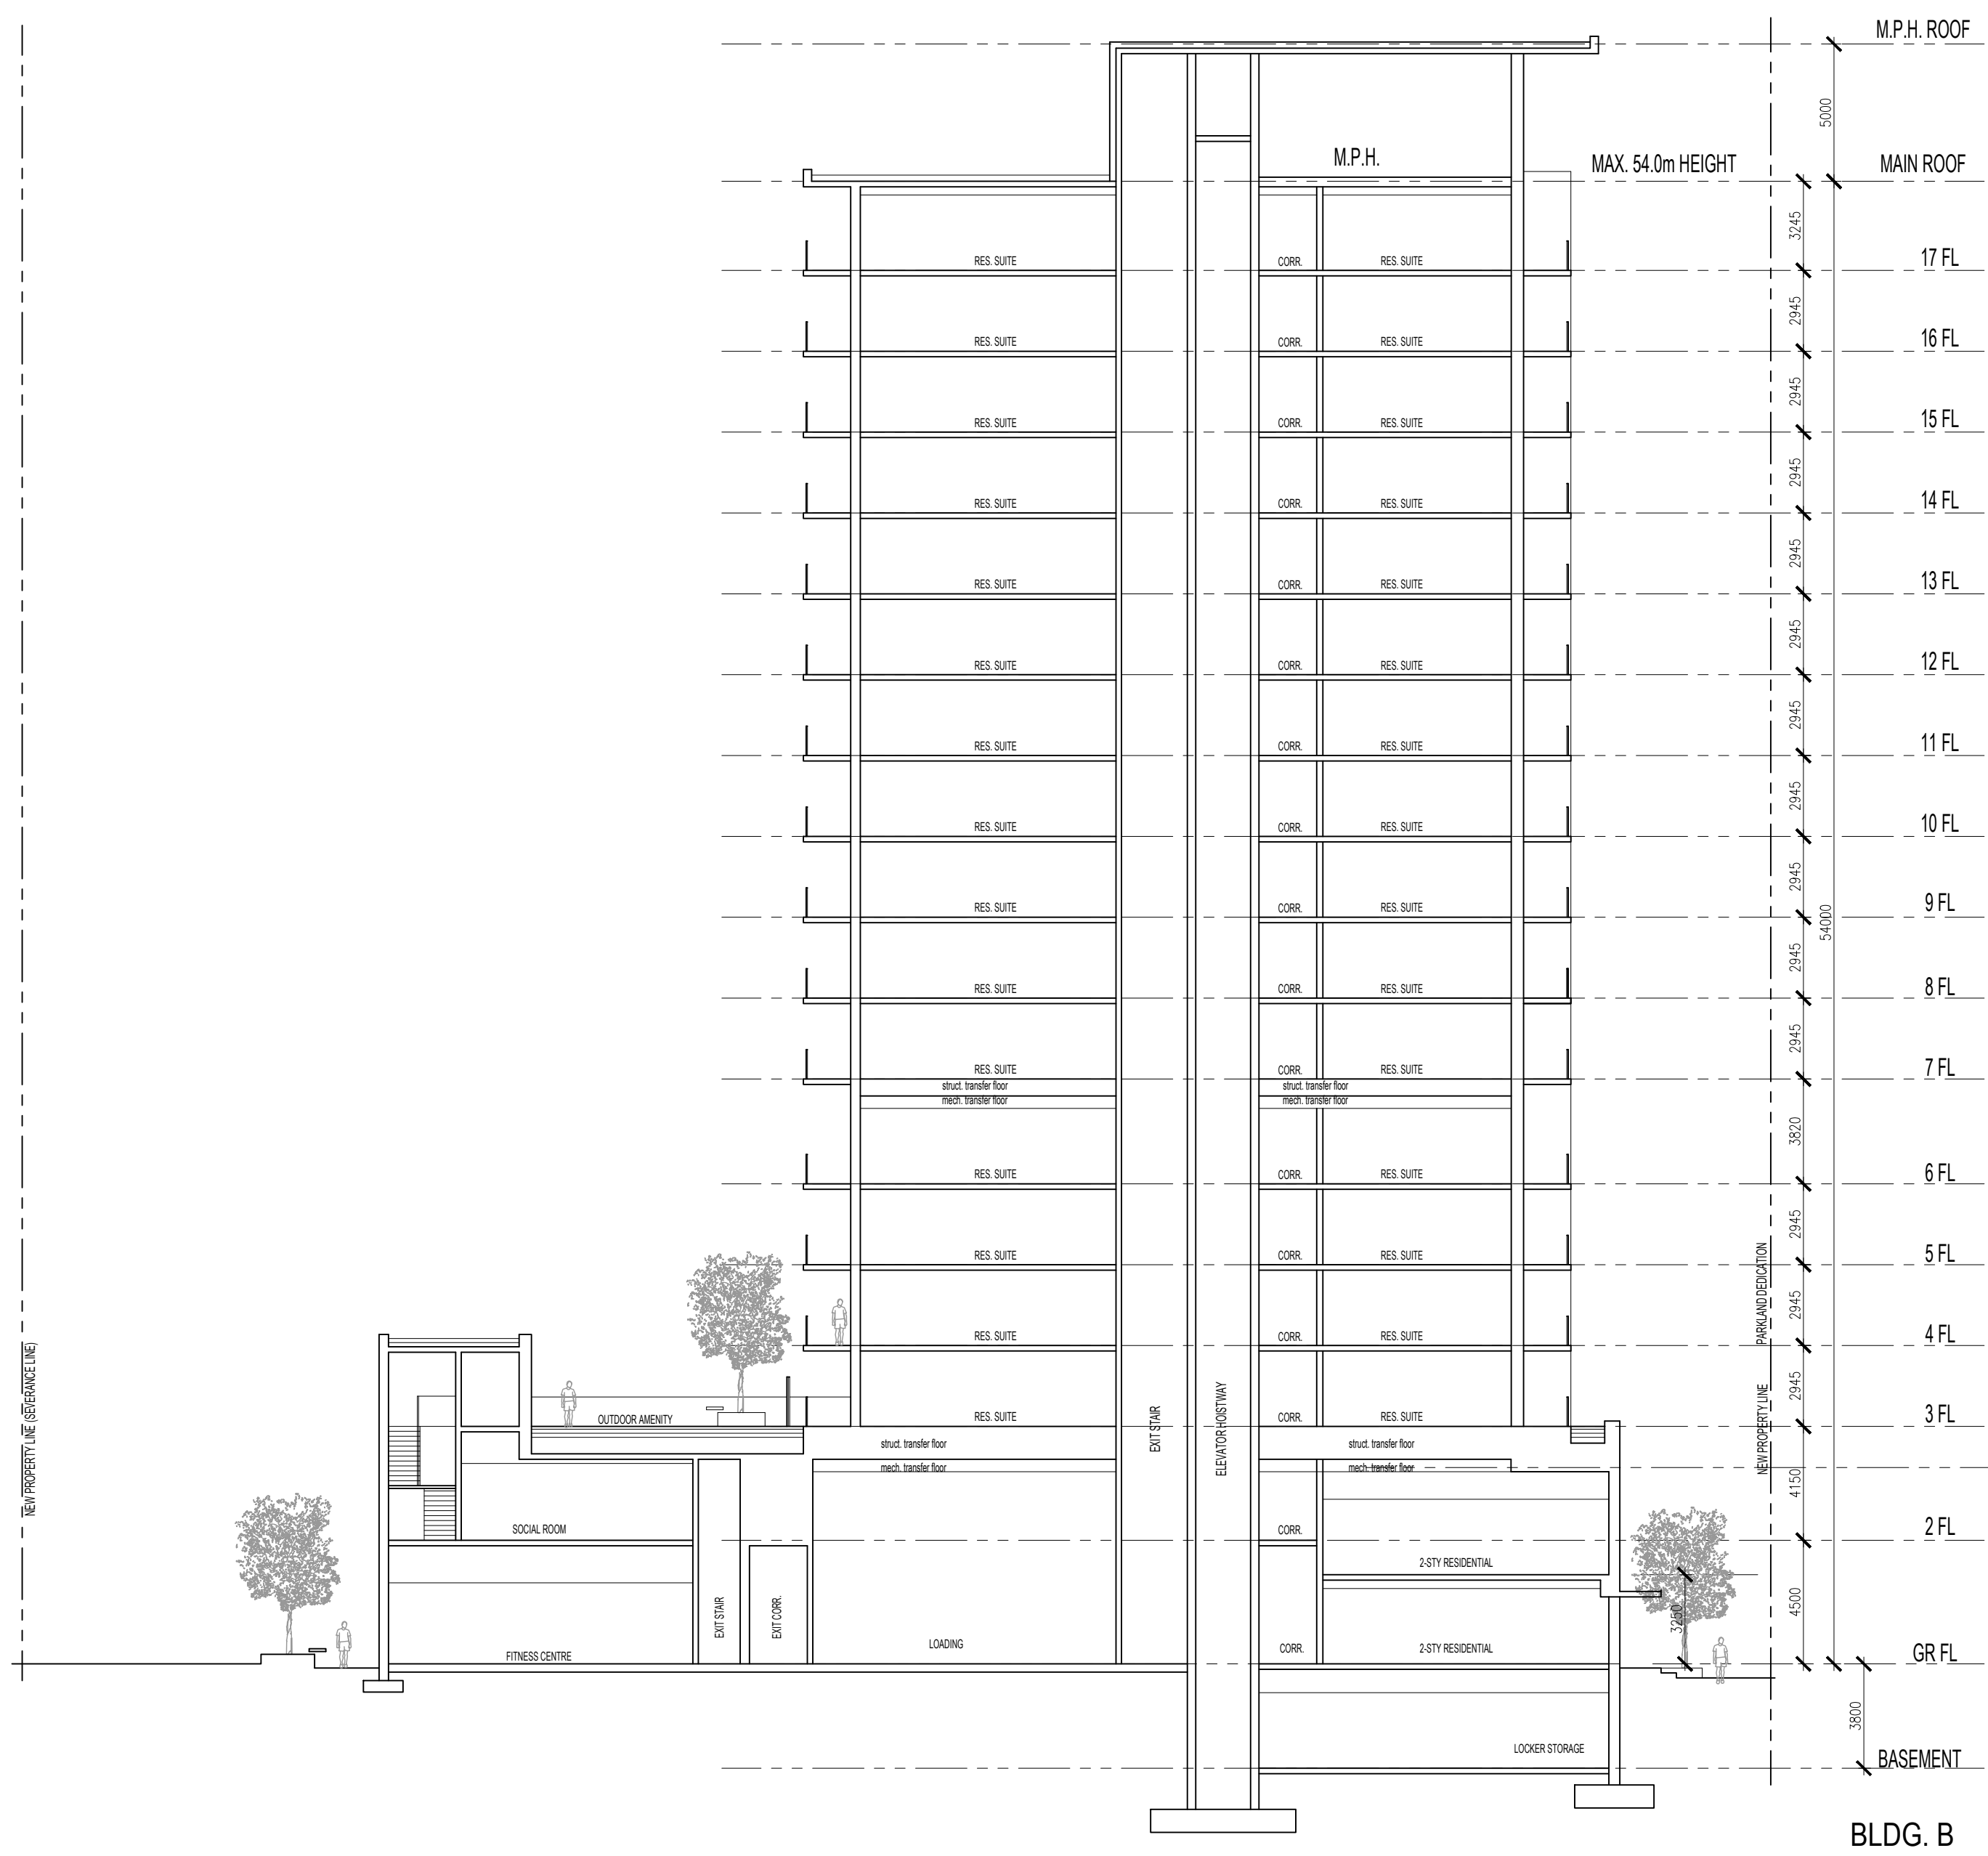 M.P.H. ROOF
5000
M.P.H.
MAX. 54.0m HEIGHT
MAIN ROOF
3245
RES. SUITE CORR. RES. SUITE 17 FL
2945
RES. SUITE CORR. RES. SUITE 16 FL
2945
RES. SUITE CORR. RES. SUITE 15 FL
2945
RES. SUITE CORR. RES. SUITE 14 FL
2945
RES. SUITE CORR. RES. SUITE 13 FL
2945
RES. SUITE CORR. RES. SUITE 12 FL
2945
RES. SUITE CORR. RES. SUITE 11 FL
2945
RES. SUITE CORR. RES. SUITE 10 FL
2945
RES. SUITE CORR. RES. SUITE 9 FL
54000
2945
RES. SUITE CORR. RES. SUITE 8 FL
2945
RES. SUITE CORR. RES. SUITE 7 FL
struct. transfer floor struct. transfer floor
mech. transfer floor mech. transfer floor
3820
RES. SUITE CORR. RES. SUITE 6 FL
2945
RES. SUITE CORR. RES. SUITE 5 FL
2945
PARKLAND DEDICATION
RES. SUITE CORR. RES. SUITE 4 FL
2945
NEW PROPERTY LINE (SEVERANCE LINE)
OUTDOOR AMENITY
RES. SUITE CORR. RES. SUITE 3 FL
EXIT STAIR
ELEVATOR HOISTWAY
NEW PROPERTY LINE
struct. transfer floor struct. transfer floor
mech. transfer floor mech. transfer floor
4150
SOCIAL ROOM CORR. 2 FL
2-STY RESIDENTIAL
4500
3250
EXIT STAIR
EXIT CORR.
FITNESS CENTRE LOADING CORR. 2-STY RESIDENTIAL GR FL
3800
LOCKER STORAGE
BASEMENT
BLDG. B